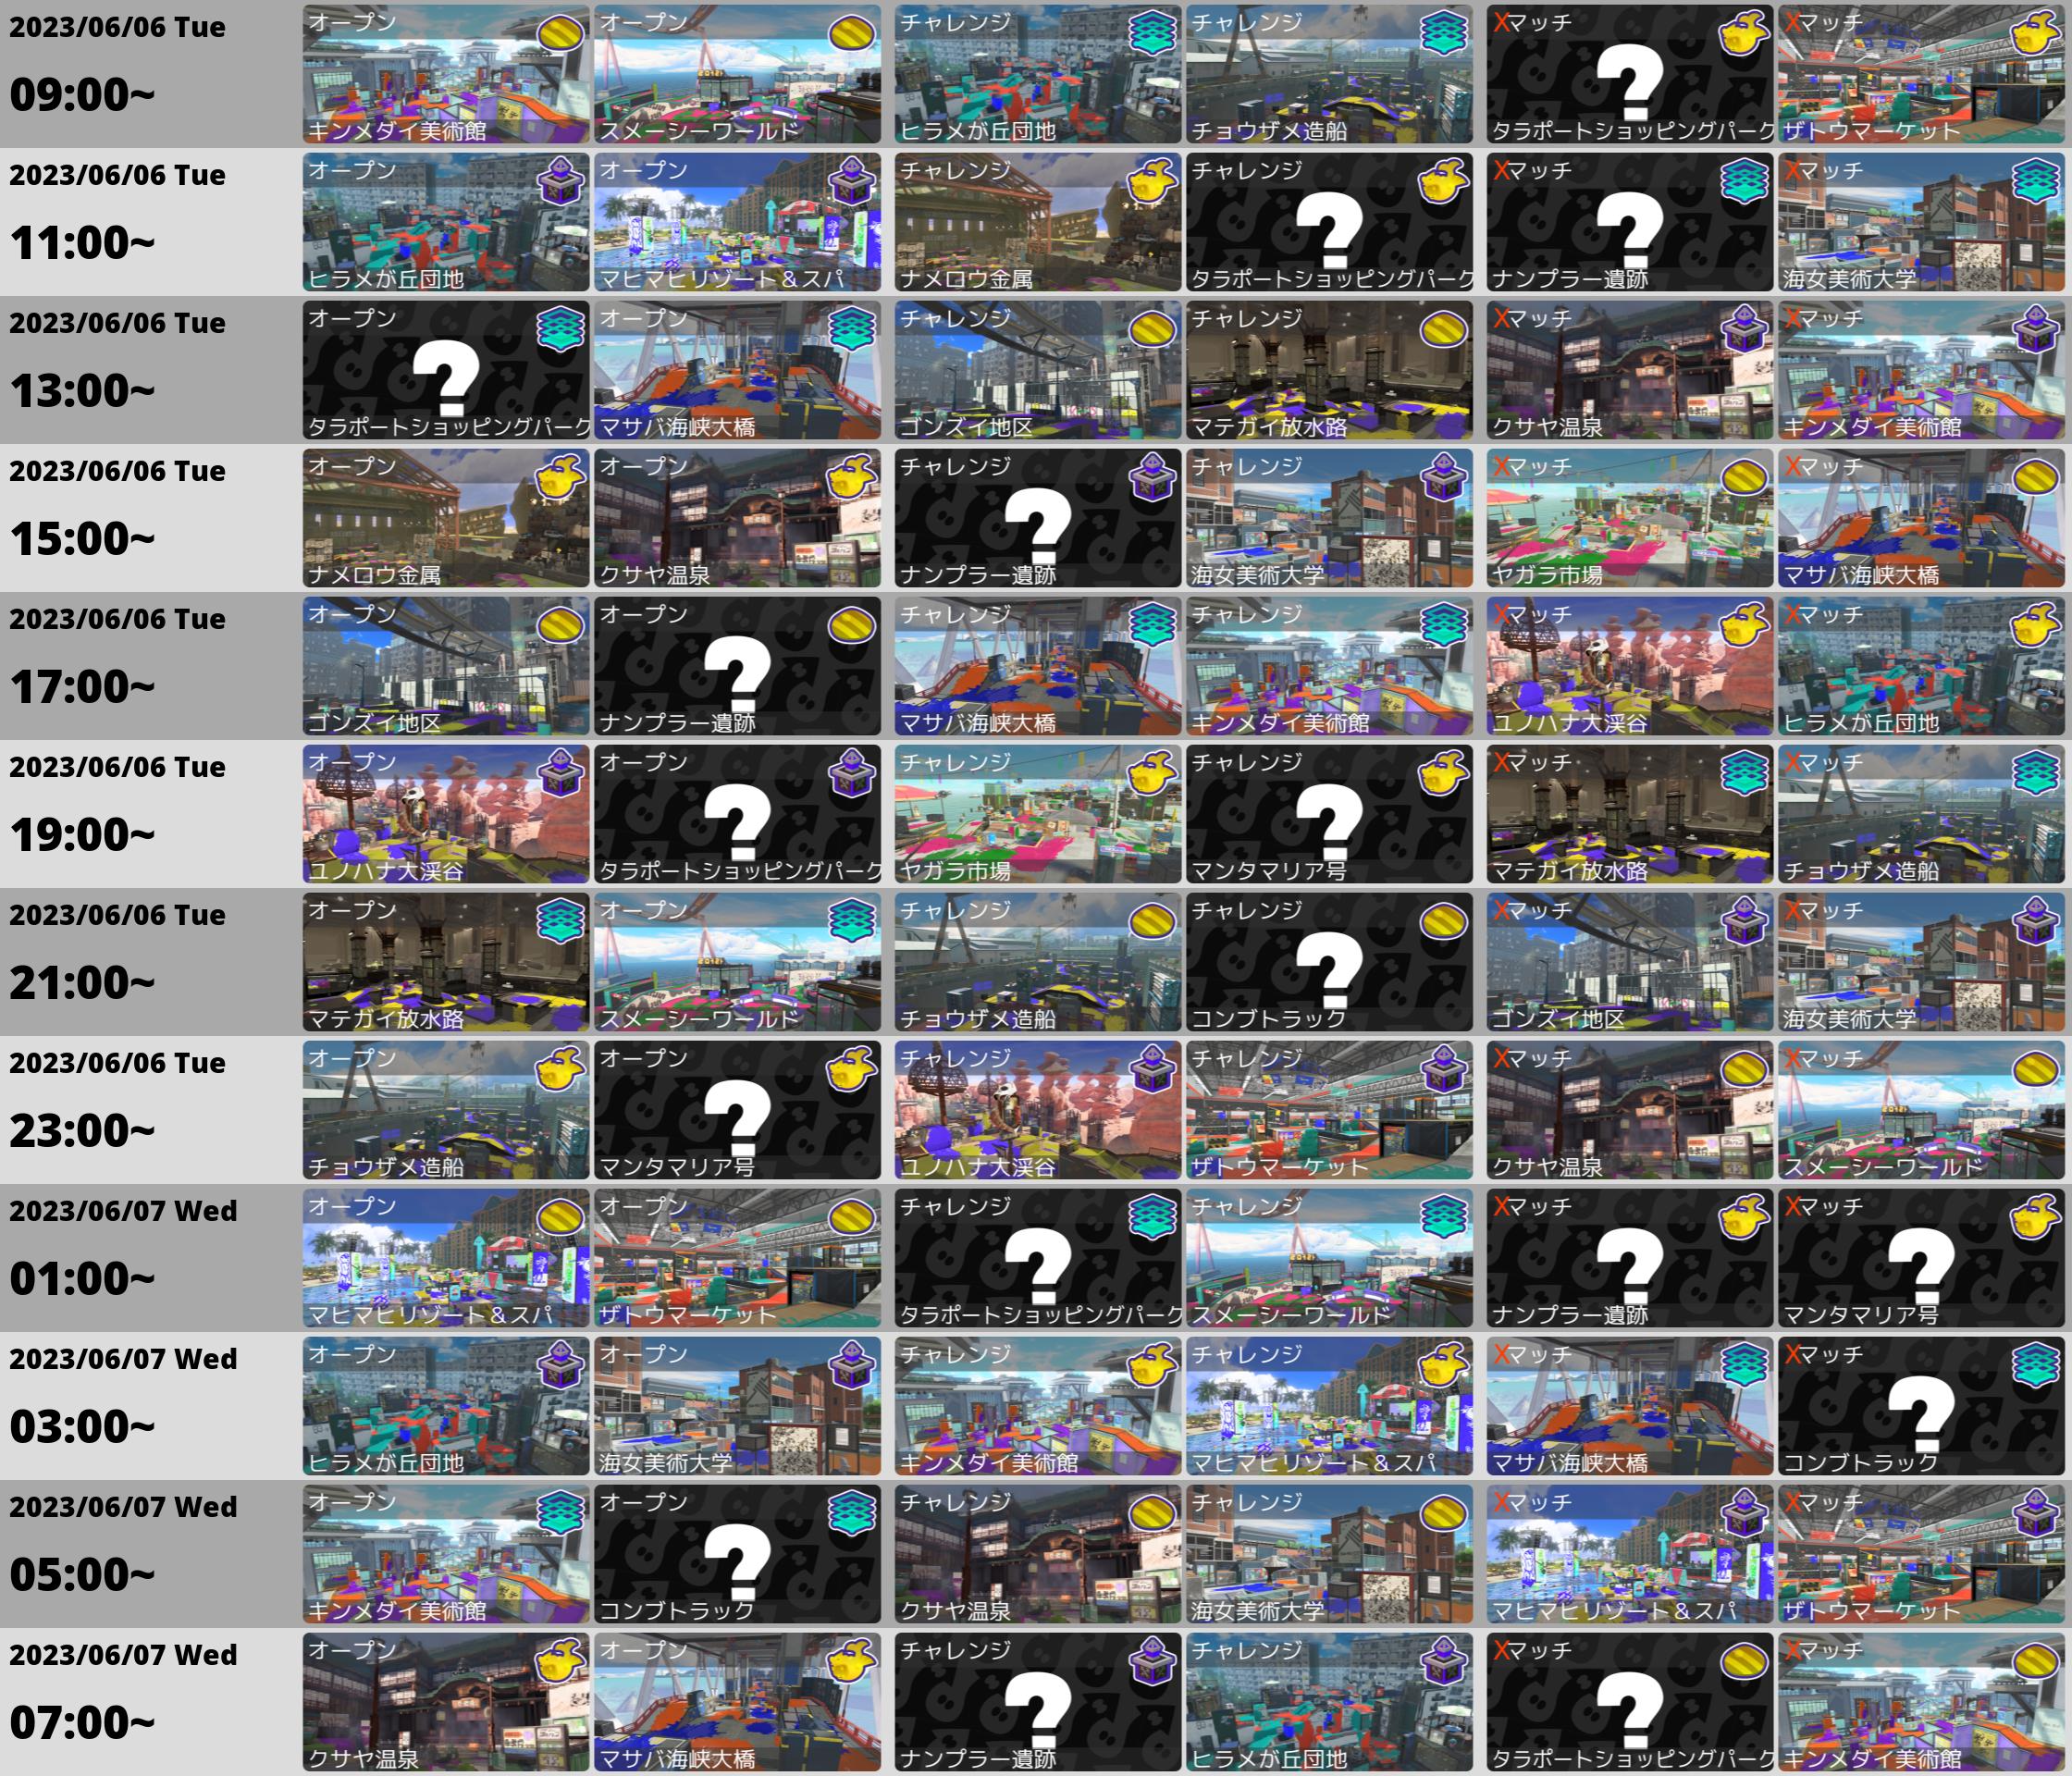 2023/06/06 Tue
09:00~
オープン オープン チャレンジ チャレンジ Xマッチ Xマッチ
キンメダイ美術館 スメーシーワールド ヒラメが丘団地 チョウザメ造船 タラポートショッピングパーク ザトウマーケット
2023/06/06 Tue
11:00~
オープン オープン チャレンジ チャレンジ Xマッチ Xマッチ
ヒラメが丘団地 マヒマヒリゾート＆スパ ナメロウ金属 タラポートショッピングパーク ナンプラー遺跡 海女美術大学
2023/06/06 Tue
13:00~
オープン オープン チャレンジ チャレンジ Xマッチ Xマッチ
タラポートショッピングパーク マサバ海峡大橋 ゴンズイ地区 マテガイ放水路 クサヤ温泉 キンメダイ美術館
2023/06/06 Tue
15:00~
オープン オープン チャレンジ チャレンジ Xマッチ Xマッチ
ナメロウ金属 クサヤ温泉 ナンプラー遺跡 海女美術大学 ヤガラ市場 マサバ海峡大橋
2023/06/06 Tue
17:00~
オープン オープン チャレンジ チャレンジ Xマッチ Xマッチ
ゴンズイ地区 ナンプラー遺跡 マサバ海峡大橋 キンメダイ美術館 ユノハナ大渓谷 ヒラメが丘団地
2023/06/06 Tue
19:00~
オープン オープン チャレンジ チャレンジ Xマッチ Xマッチ
ユノハナ大渓谷 タラポートショッピングパーク ヤガラ市場 マンタマリア号 マテガイ放水路 チョウザメ造船
2023/06/06 Tue
21:00~
オープン オープン チャレンジ チャレンジ Xマッチ Xマッチ
マテガイ放水路 スメーシーワールド チョウザメ造船 コンブトラック ゴンズイ地区 海女美術大学
2023/06/06 Tue
23:00~
オープン オープン チャレンジ チャレンジ Xマッチ Xマッチ
チョウザメ造船 マンタマリア号 ユノハナ大渓谷 ザトウマーケット クサヤ温泉 スメーシーワールド
2023/06/07 Wed
01:00~
オープン オープン チャレンジ チャレンジ Xマッチ Xマッチ
マヒマヒリゾート＆スパ ザトウマーケット タラポートショッピングパーク スメーシーワールド ナンプラー遺跡 マンタマリア号
2023/06/07 Wed
03:00~
オープン オープン チャレンジ チャレンジ Xマッチ Xマッチ
ヒラメが丘団地 海女美術大学 キンメダイ美術館 マヒマヒリゾート＆スパ マサバ海峡大橋 コンブトラック
2023/06/07 Wed
05:00~
オープン オープン チャレンジ チャレンジ Xマッチ Xマッチ
キンメダイ美術館 コンブトラック クサヤ温泉 海女美術大学 マヒマヒリゾート＆スパ ザトウマーケット
2023/06/07 Wed
07:00~
オープン オープン チャレンジ チャレンジ Xマッチ Xマッチ
クサヤ温泉 マサバ海峡大橋 ナンプラー遺跡 ヒラメが丘団地 タラポートショッピングパーク キンメダイ美術館